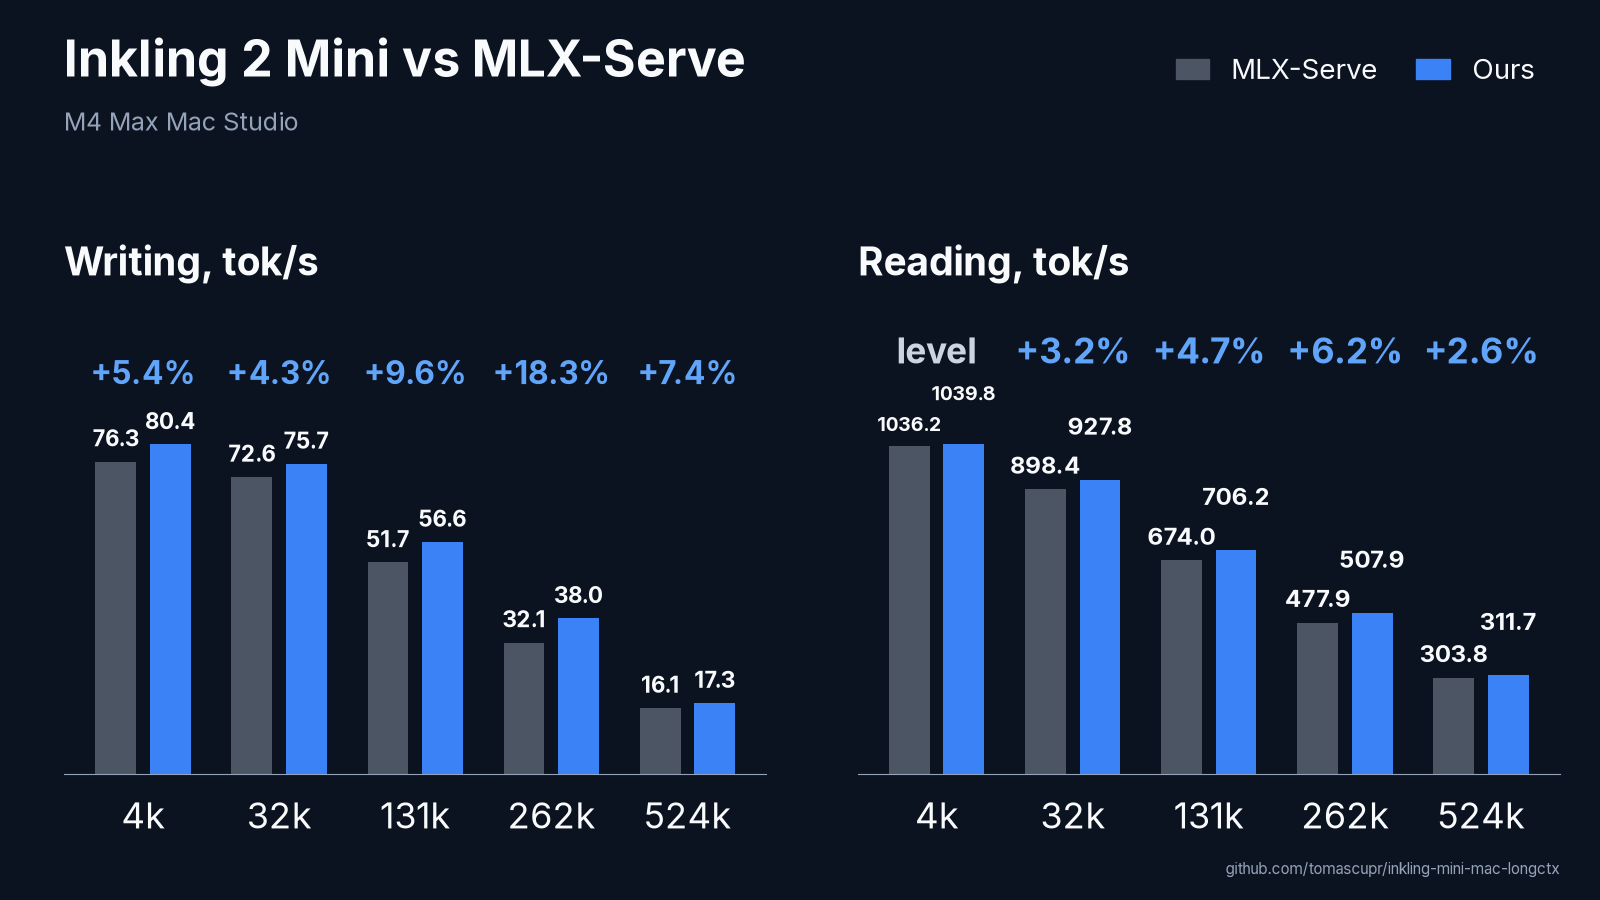 Inkling 2 Mini vs MLX-Serve
MLX-Serve Ours
M4 Max Mac Studio
Writing, tok/s
+5.4% +4.3% +9.6% +18.3% +7.4%
76.3 80.4 72.6 75.7 51.7 56.6 32.1 38.0 16.1 17.3
4k 32k 131k 262k 524k
Reading, tok/s
level +3.2% +4.7% +6.2% +2.6%
1036.2 1039.8 898.4 927.8 674.0 706.2 477.9 507.9 303.8 311.7
4k 32k 131k 262k 524k
github.com/tomascupr/inkling-mini-mac-longctx